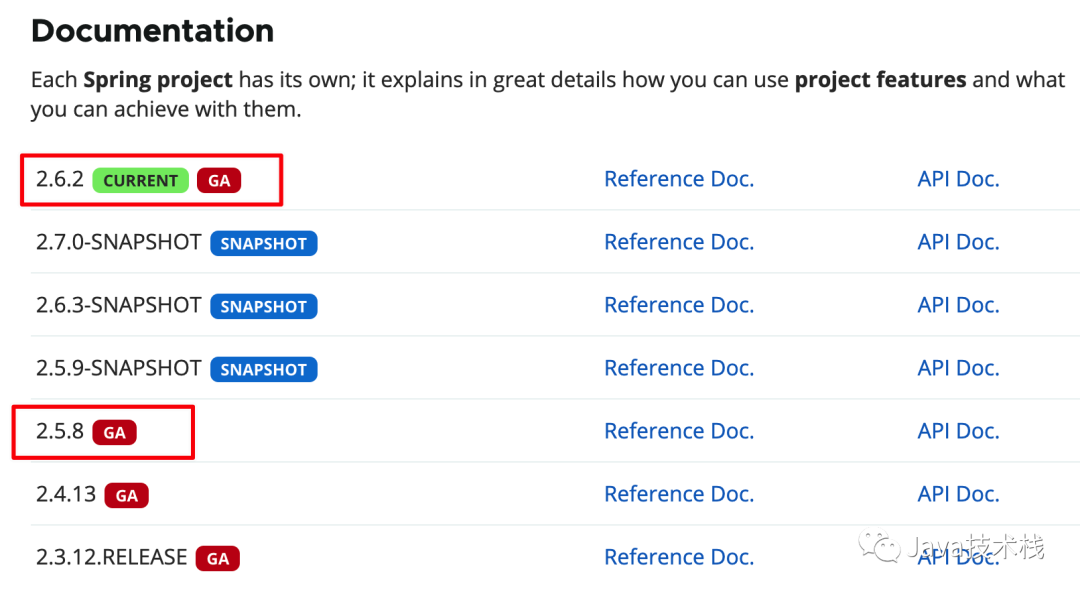 Documentation
Each Spring project has its own; it explains in great details how you can use project features and what
you can achieve with them.
2.6.2 CURRENT GA Reference Doc. API Doc.
2.7.0-SNAPSHOT SNAPSHOT Reference Doc. API Doc.
2.6.3-SNAPSHOT SNAPSHOT Reference Doc. API Doc.
2.5.9-SNAPSHOT SNAPSHOT Reference Doc. API Doc.
2.5.8 GA Reference Doc. API Doc.
2.4.13 GA Reference Doc. API Doc.
2.3.12.RELEASE GA Reference Doc. API Doc.
Java技术栈